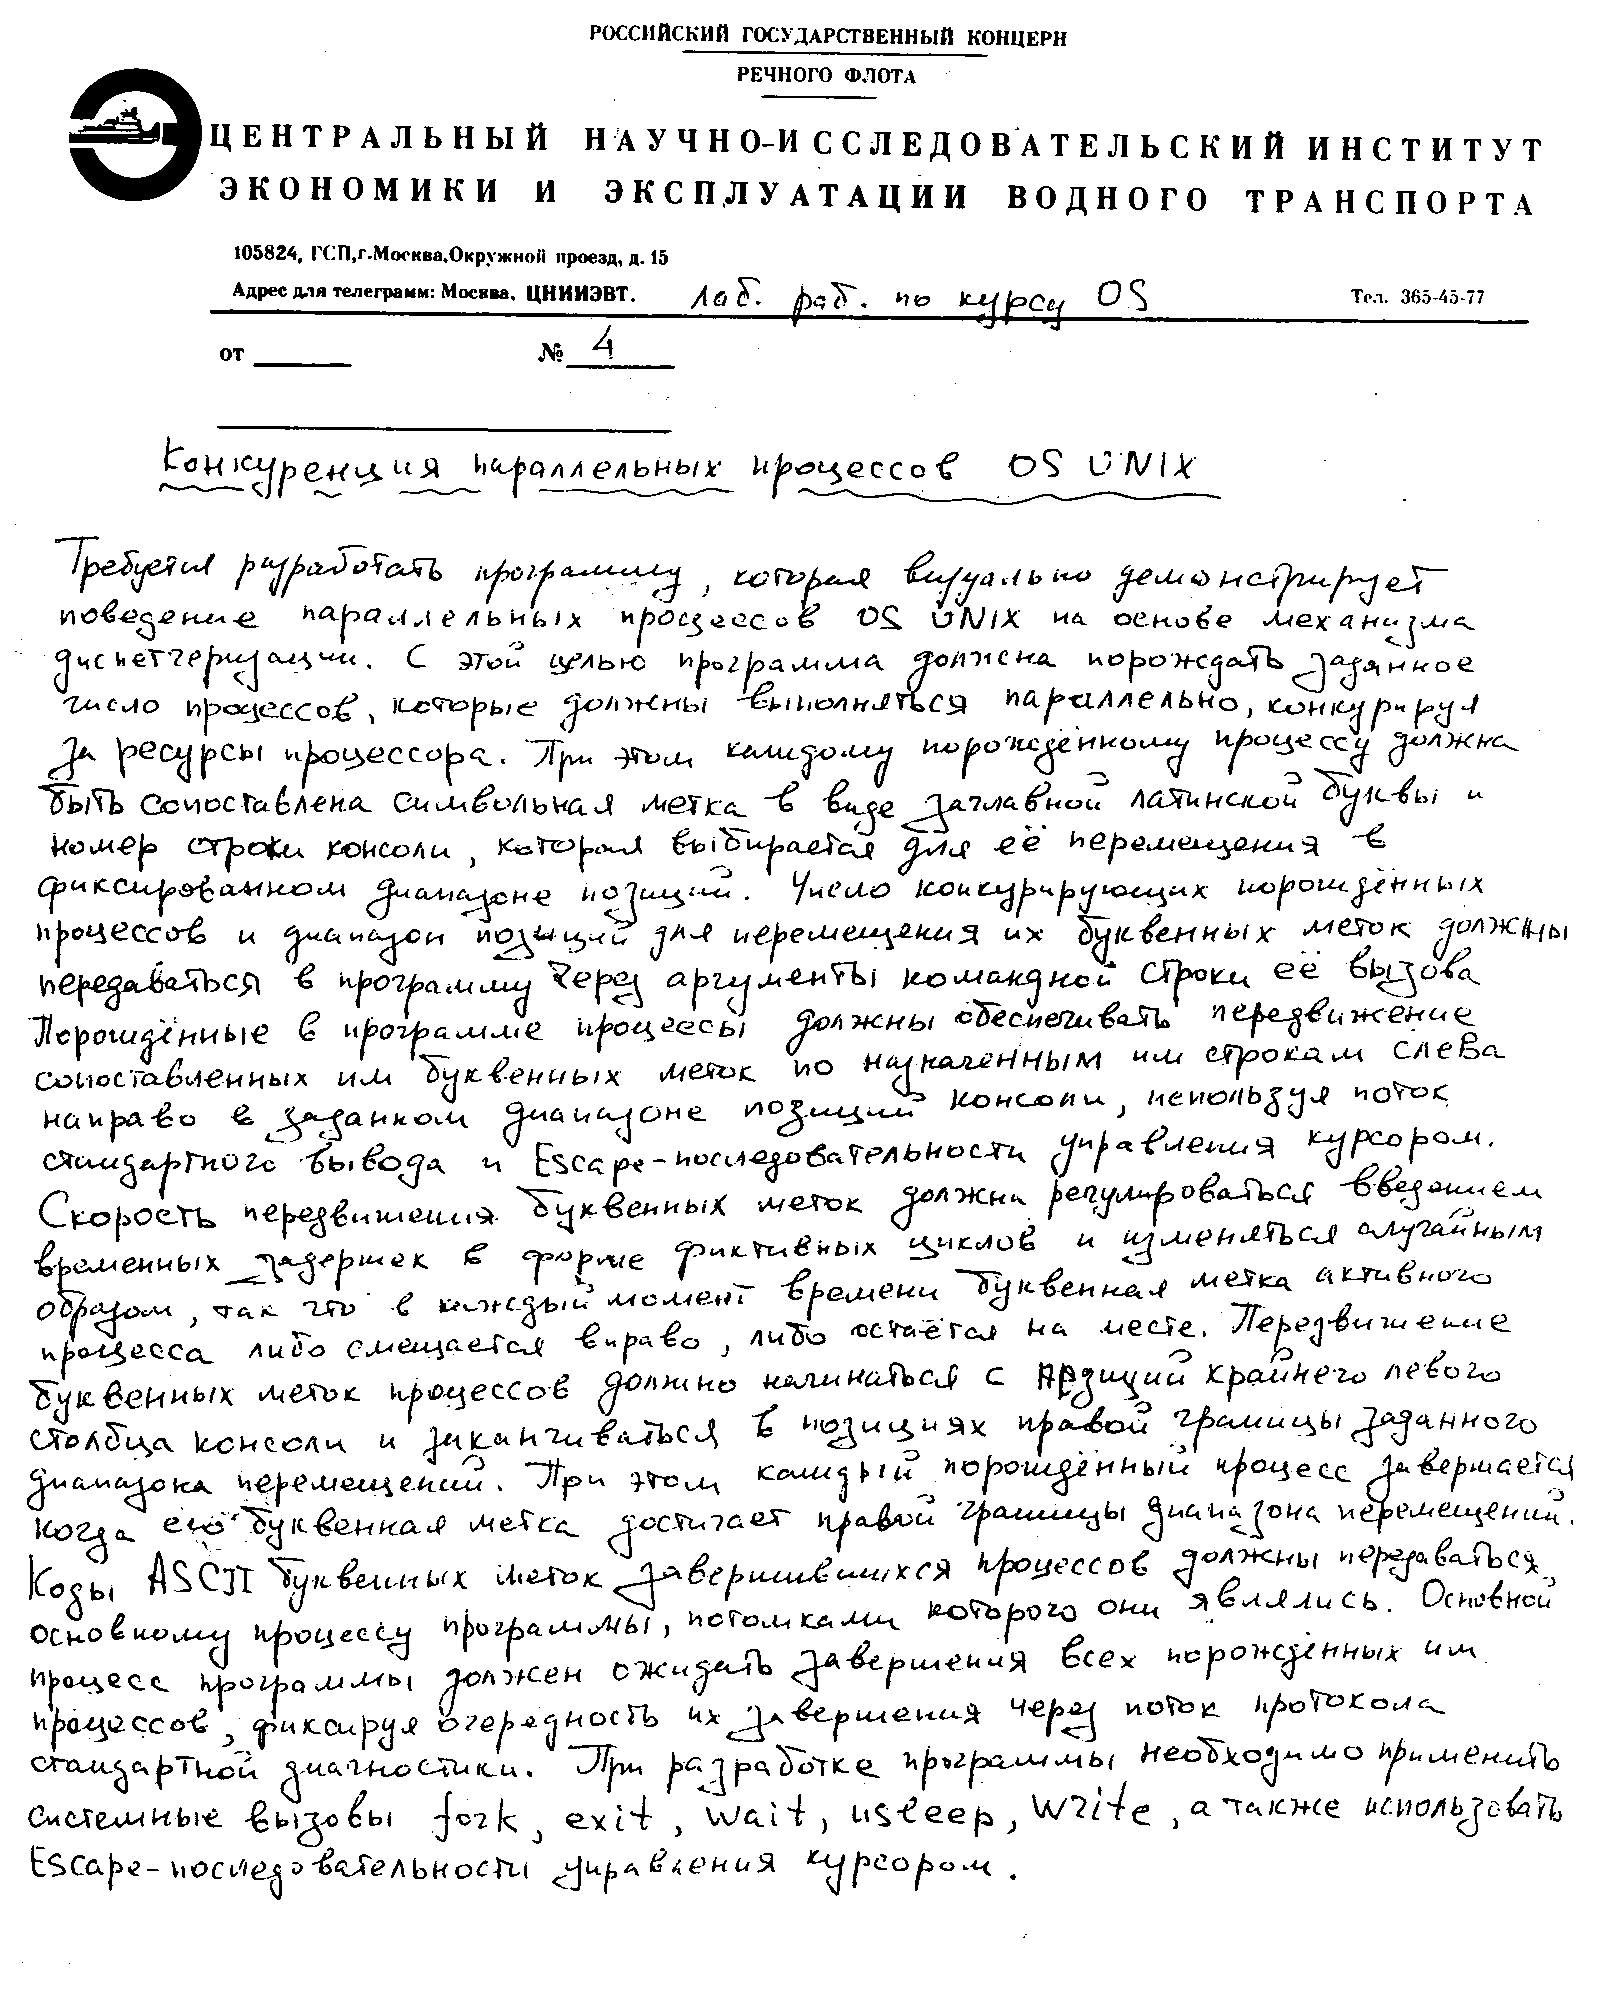 РОССИЙСКИЙ ГОСУДАРСТВЕННЫЙ КОНЦЕРН
РЕЧНОГО ФЛОТА
ЦЕНТРАЛЬНЫЙ НАУЧНО-ИССЛЕДОВАТЕЛЬСКИЙ ИНСТИТУТ
ЭКОНОМИКИ И ЭКСПЛУАТАЦИИ ВОДНОГО ТРАНСПОРТА
105824, ГСП,г.Москва,Окружной проезд, д. 15
Адрес для телеграмм: Москва. ЦНИИЭВТ. лаб. раб. по курсу OS Тел. 365-45-77
от № 4
Конкуренция параллельных процессов OS UNIX
Требуется разработать программу, которая визуально демонстрирует
поведение параллельных процессов OS UNIX на основе механизма
диспетчеризации. С этой целью программа должна порождать заданное
число процессов, которые должны выполняться параллельно, конкурируя
за ресурсы процессора. При этом каждому порождённому процессу должна
быть сопоставлена символьная метка в виде заглавной латинской буквы и
номер строки консоли, которая выбирается для её перемещения в
фиксированном диапазоне позиций. Число конкурирующих порождённых
процессов и диапазон позиций для перемещения их буквенных меток должны
передаваться в программу через аргументы командной строки её вызова
Порождённые в программе процессы должны обеспечивать передвижение
сопоставленных им буквенных меток по назначенным им строкам слева
направо в заданном диапазоне позиций консоли, используя поток
стандартного вывода и Escape-последовательности управления курсором.
Скорость передвижения буквенных меток должна регулироваться введением
временных задержек в форме фиктивных циклов и изменяться случайным
образом, так что в каждый момент времени буквенная метка активного
процесса либо смещается вправо, либо остаётся на месте. Передвижение
буквенных меток процессов должно начинаться с позиций крайнего левого
столбца консоли и заканчиваться в позициях правой границы заданного
диапазона перемещений. При этом каждый порождённый процесс завершается
когда его буквенная метка достигает правой границы диапазона перемещений.
Коды ASCII буквенных меток завершившихся процессов должны передаваться
основному процессу программы, потомками которого они являлись. Основной
процесс программы должен ожидать завершения всех порождённых им
процессов, фиксируя очередность их завершения через поток протокола
стандартной диагностики. При разработке программы необходимо применить
системные вызовы fork, exit, wait, usleep, write, а также использовать
Escape-последовательности управления курсором.